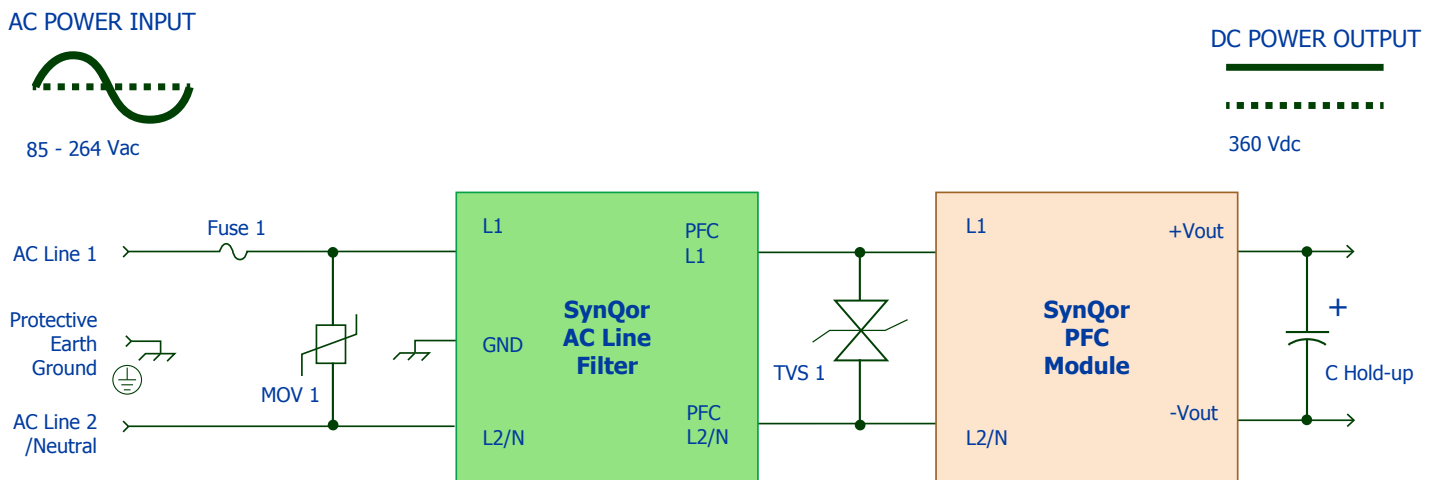 AC POWER INPUT
85 - 264 Vac
DC POWER OUTPUT
360 Vdc
AC Line 1
Fuse 1
Protective
Earth
Ground
MOV 1
AC Line 2
/Neutral
L1
PFC
L1
SynQor
AC Line
Filter
GND
PFC
L2/N
L2/N
TVS 1
L1
+Vout
SynQor
PFC
Module
-Vout
L2/N
+
C Hold-up